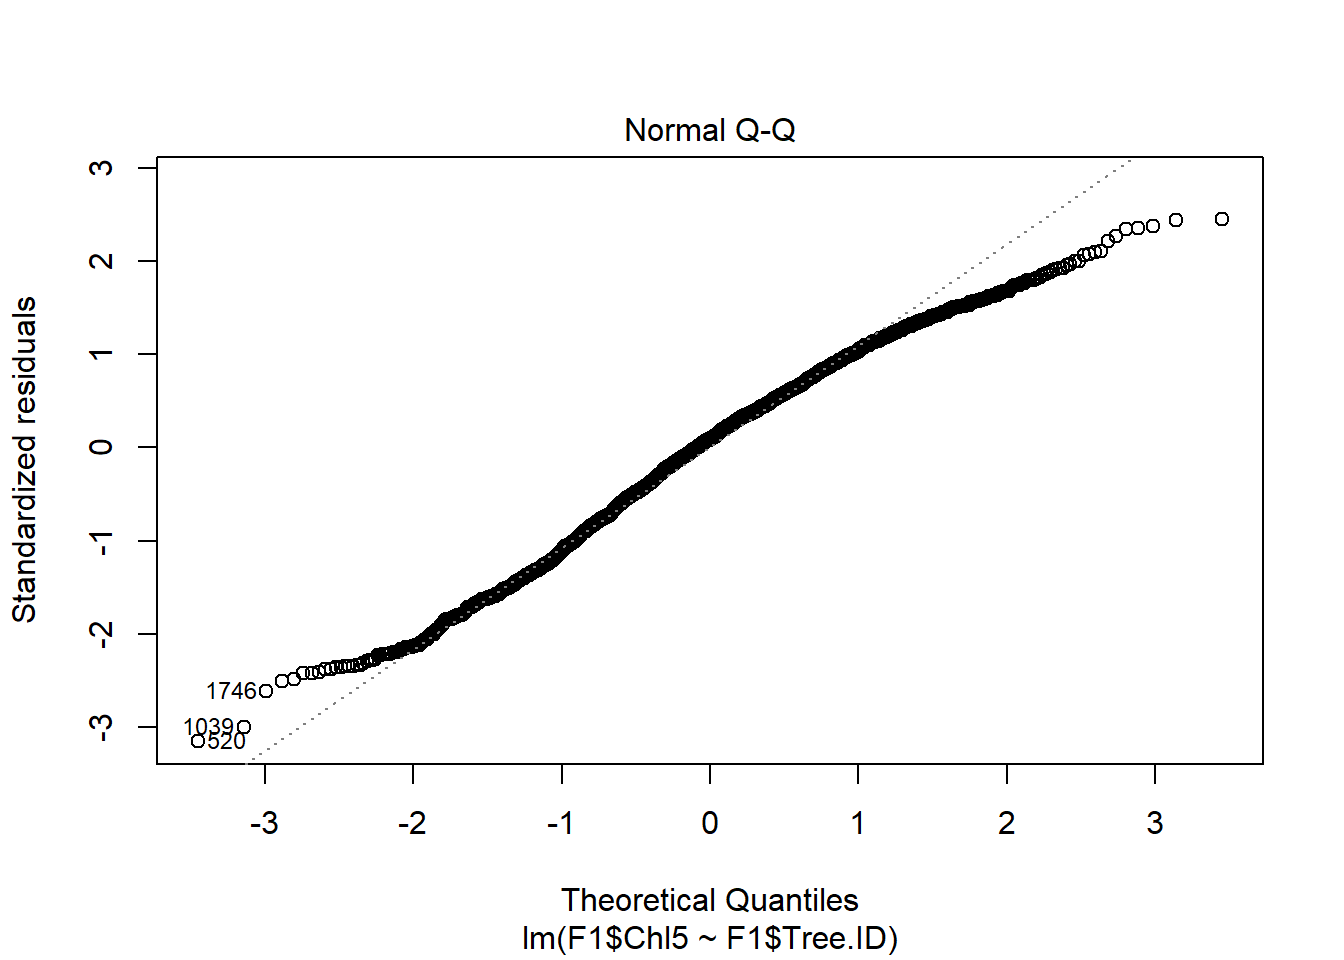 Normal Q-Q
Standardized residuals
3
2
1
0
-1
-2
-3
1746
1039
520
-3 -2 -1 0 1 2 3
Theoretical Quantiles
lm(F1$Chl5 ~ F1$Tree.ID)